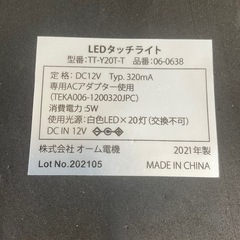 LEDタッチライト
型番：TT-Y20T-T 品番：06-0638
定 格：DC12V Typ. 320mA
専用ACアダプター使用
(TEKA006-1200320JPC)
消費電力：5W
使用光源：白色LED×20灯(交換不可)
DC IN 12V
株式会社 オーム電機 2021年製
Lot No.202105 MADE IN CHINA